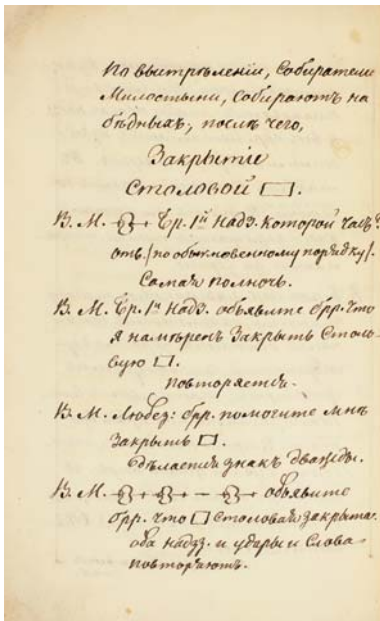 По выстрѣленіи, Собиратели
Милостыни, Собираютъ на
бѣдныхъ, послѣ чего,
Закрытіе
Столовой ▭.
В. М. Бр. 1й Надз. которой часъ?
отв. (по обыкновенному порядку).
Самая полночь.
В. М. Бр. 1й Надз. объявите брр. что
я намѣренъ Закрыть Столо-
вую ▭.
повторяется.
В. М. Любез: брр. помогите мнѣ
Закрыть ▭.
дѣлается знакъ дважды.
В. М. – – объявите
брр. что ▭ Столовая закрыта.
оба надзз. и удары и Слова
повторяютъ.